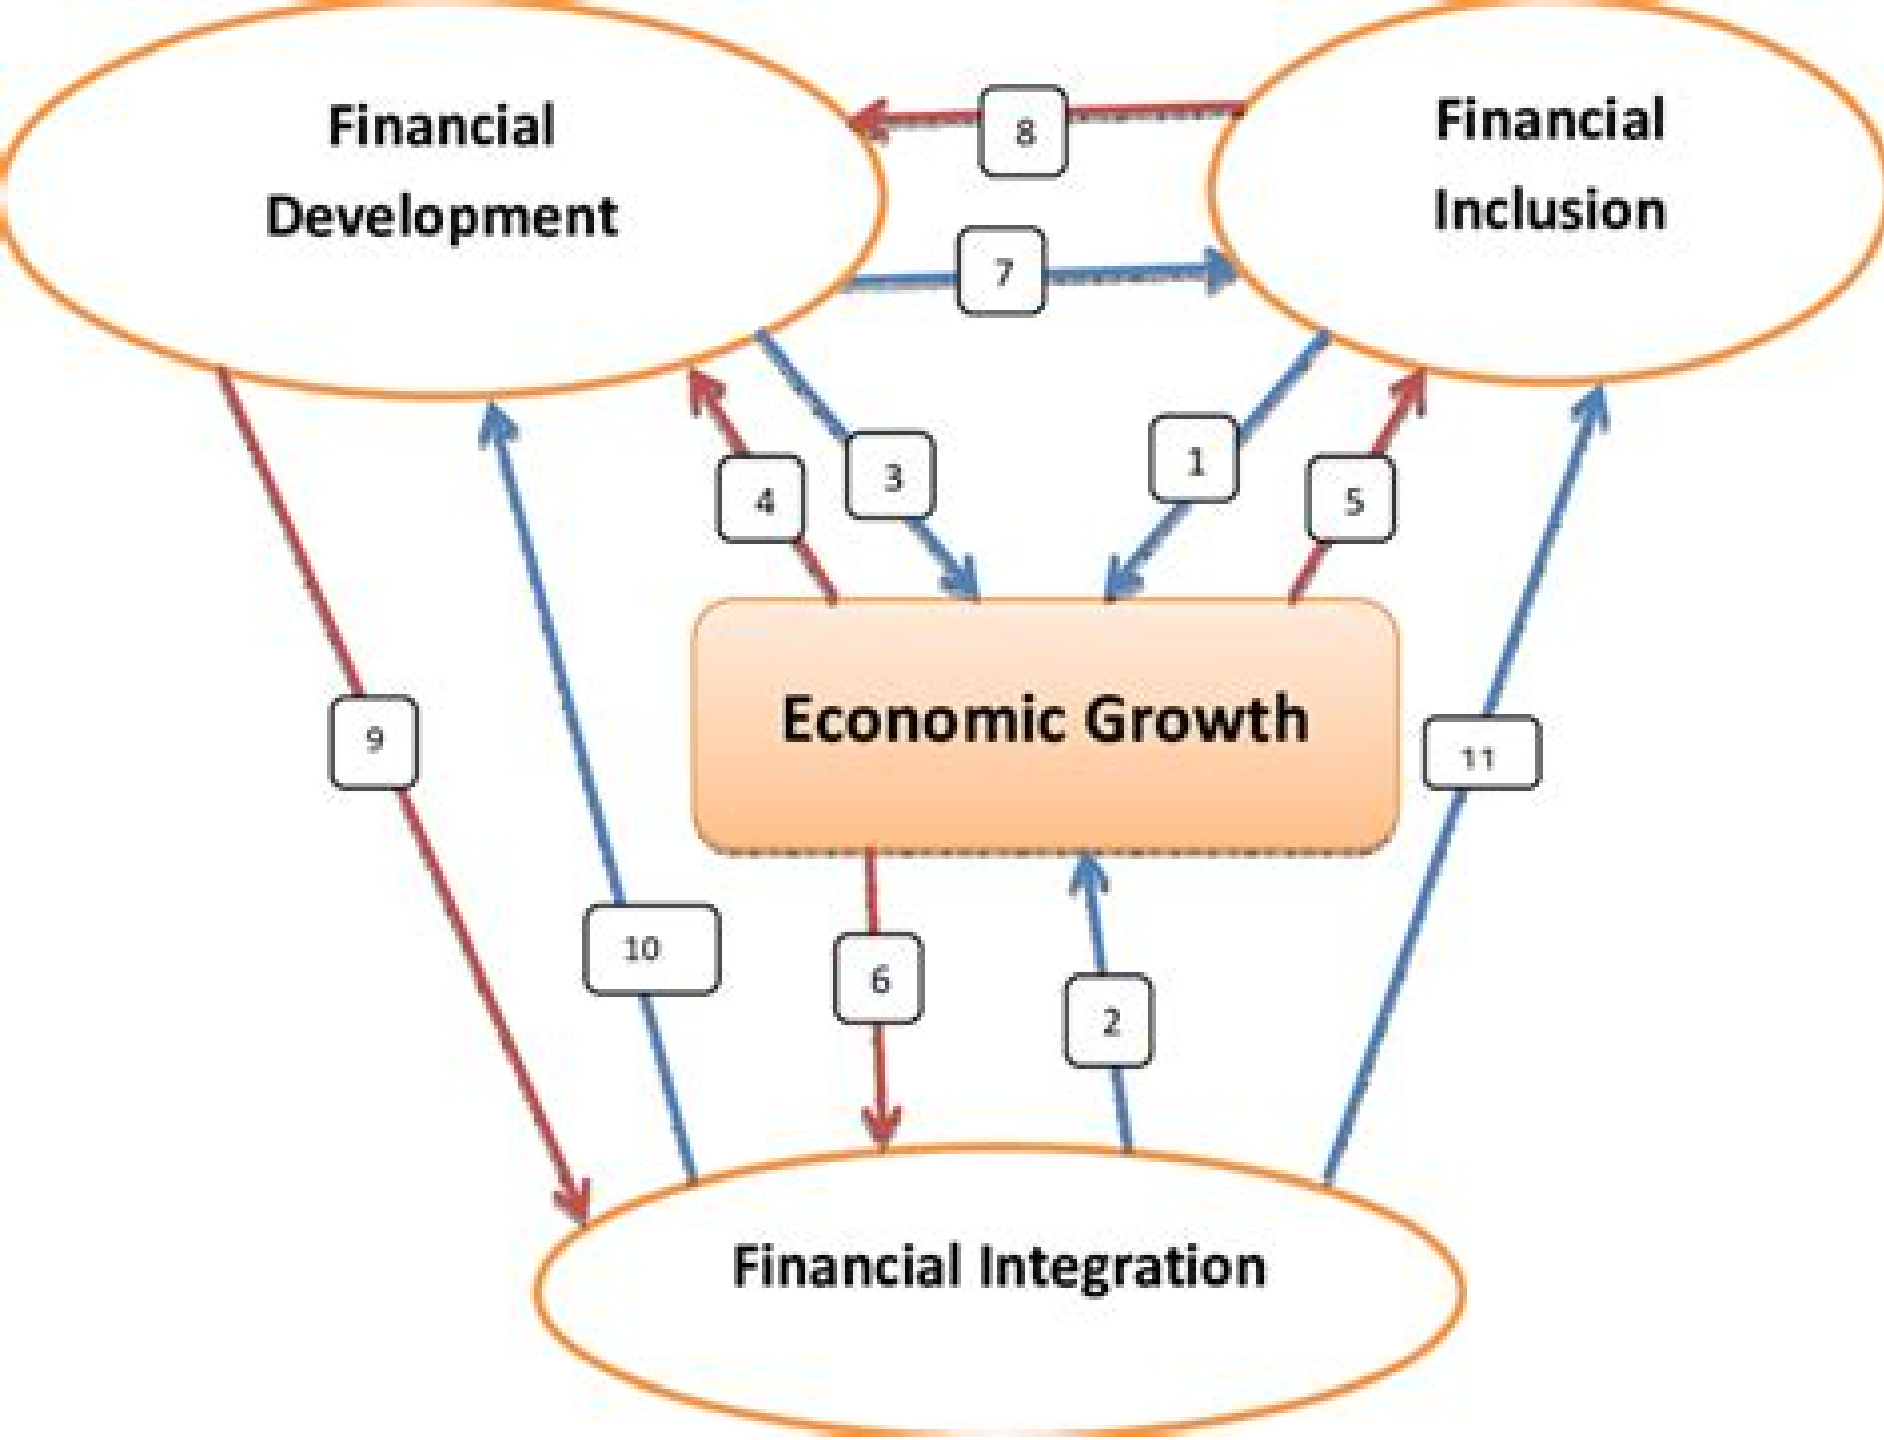 Financial
Development
Financial
Inclusion
8
7
3
1
4
5
Economic Growth
9
11
10
6
2
Financial Integration